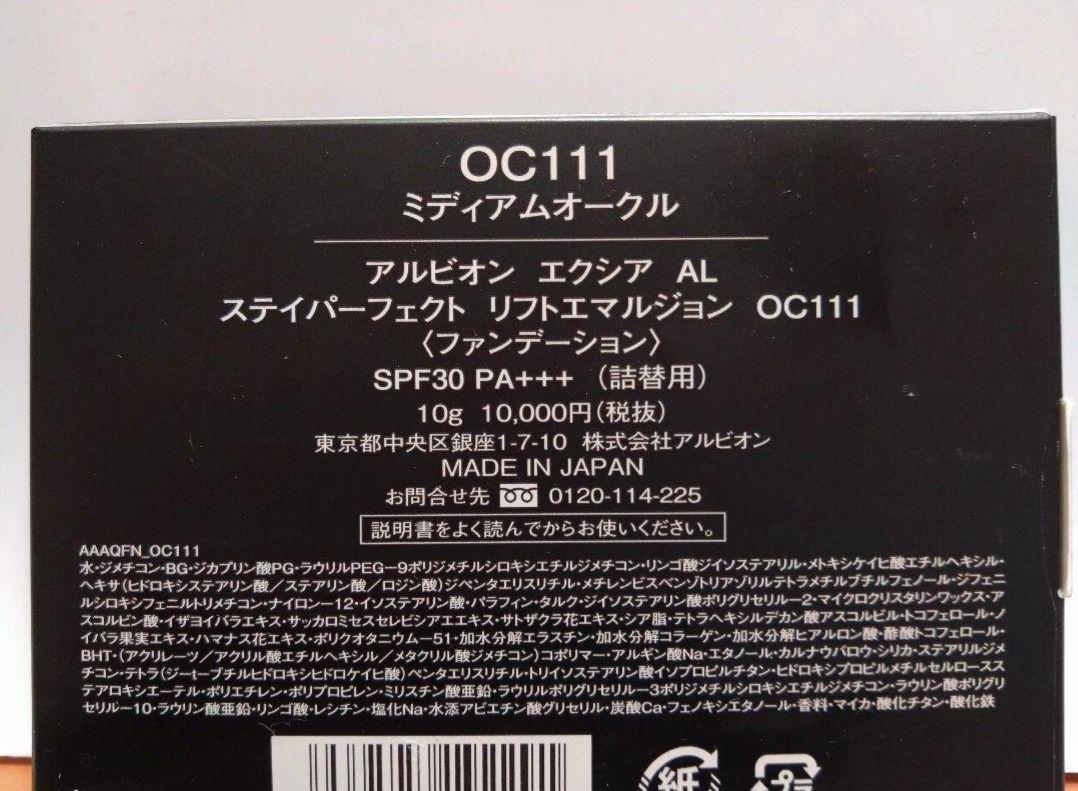 OC111
ミディアムオークル
アルビオン エクシア AL
ステイパーフェクト リフトエマルジョン OC111
〈ファンデーション〉
SPF30 PA+++ （詰替用）
10g 10,000円（税抜）
東京都中央区銀座1-7-10 株式会社アルビオン
MADE IN JAPAN
お問合せ先 0120-114-225
説明書をよく読んでからお使いください。
AAAQFN_OC111
水・ジメチコン・BG・ジカプリン酸PG・ラウリルPEG－9ポリジメチルシロキシエチルジメチコン・リンゴ酸ジイソステアリル・メトキシケイヒ酸エチルヘキシル・
ヘキサ（ヒドロキシステアリン酸／ステアリン酸／ロジン酸）ジペンタエリスリチル・メチレンビスベンゾトリアゾリルテトラメチルブチルフェノール・ジフェニ
ルシロキシフェニルトリメチコン・ナイロン－12・イソステアリン酸・パラフィン・タルク・ジイソステアリン酸ポリグリセリル－2・マイクロクリスタリンワックス・ア
スコルビン酸・イザヨイバラエキス・サッカロミセスセレビシアエエキス・サトザクラ花エキス・シア脂・テトラヘキシルデカン酸アスコルビル・トコフェロール・ノ
イバラ果実エキス・ハマナス花エキス・ポリクオタニウム－51・加水分解エラスチン・加水分解コラーゲン・加水分解ヒアルロン酸・酢酸トコフェロール・
BHT・（アクリレーツ／アクリル酸エチルヘキシル／メタクリル酸ジメチコン）コポリマー・アルギン酸Na・エタノール・カルナウバロウ・シリカ・ステアリルジメ
チコン・テトラ（ジーt－ブチルヒドロキシヒドロケイヒ酸）ペンタエリスリチル・トリイソステアリン酸イソプロピルチタン・ヒドロキシプロピルメチルセルロースス
テアロキシエーテル・ポリエチレン・ポリプロピレン・ミリスチン酸亜鉛・ラウリルポリグリセリル－3ポリジメチルシロキシエチルジメチコン・ラウリン酸ポリグリ
セリル－10・ラウリン酸亜鉛・リンゴ酸・レシチン・塩化Na・水添アビエチン酸グリセリル・炭酸Ca・フェノキシエタノール・香料・マイカ・酸化チタン・酸化鉄
紙
プラ